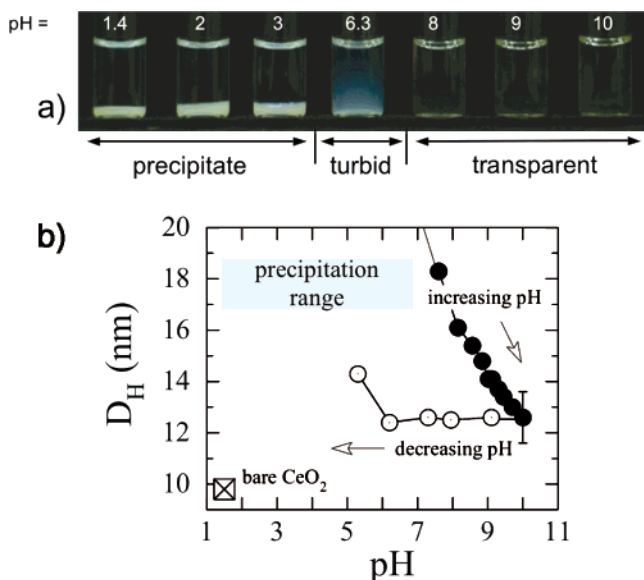 pH = 1.4 2 3 6.3 8 9 10
a)
precipitate turbid transparent
b)
20
18
16
14
12
10
D_H (nm)
precipitation
range
increasing pH
decreasing pH
bare CeO₂
1 3 5 7 9 11
pH